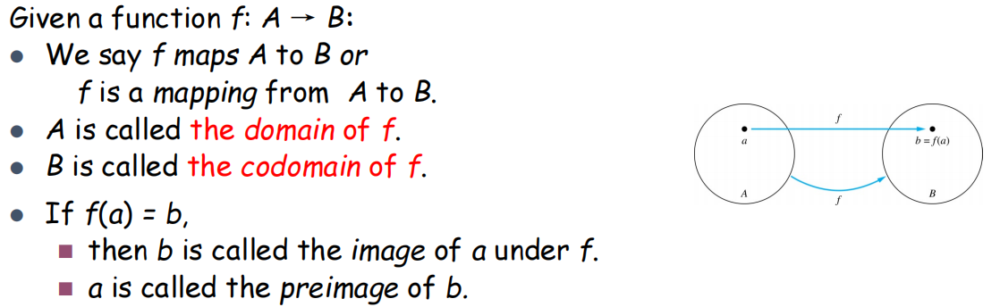 Given a function f: A → B:
● We say f maps A to B or
f is a mapping from A to B.
● A is called the domain of f.
● B is called the codomain of f.
● If f(a) = b,
■ then b is called the image of a under f.
■ a is called the preimage of b.
f
a
b = f(a)
A
B
f